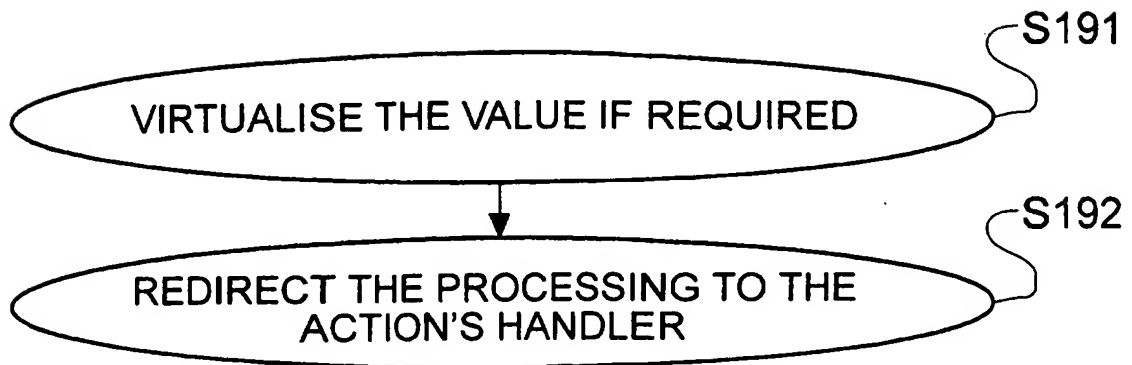 S191
VIRTUALISE THE VALUE IF REQUIRED
S192
REDIRECT THE PROCESSING TO THE
ACTION'S HANDLER